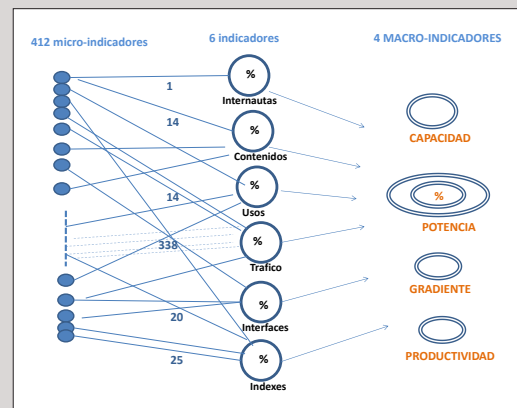 412 micro-indicadores
6 indicadores
4 MACRO-INDICADORES
1
%
Internautas
14
%
Contenidos
CAPACIDAD
14
%
Usos
%
POTENCIA
338
%
Trafico
GRADIENTE
20
%
Interfaces
25
%
Indexes
PRODUCTIVIDAD